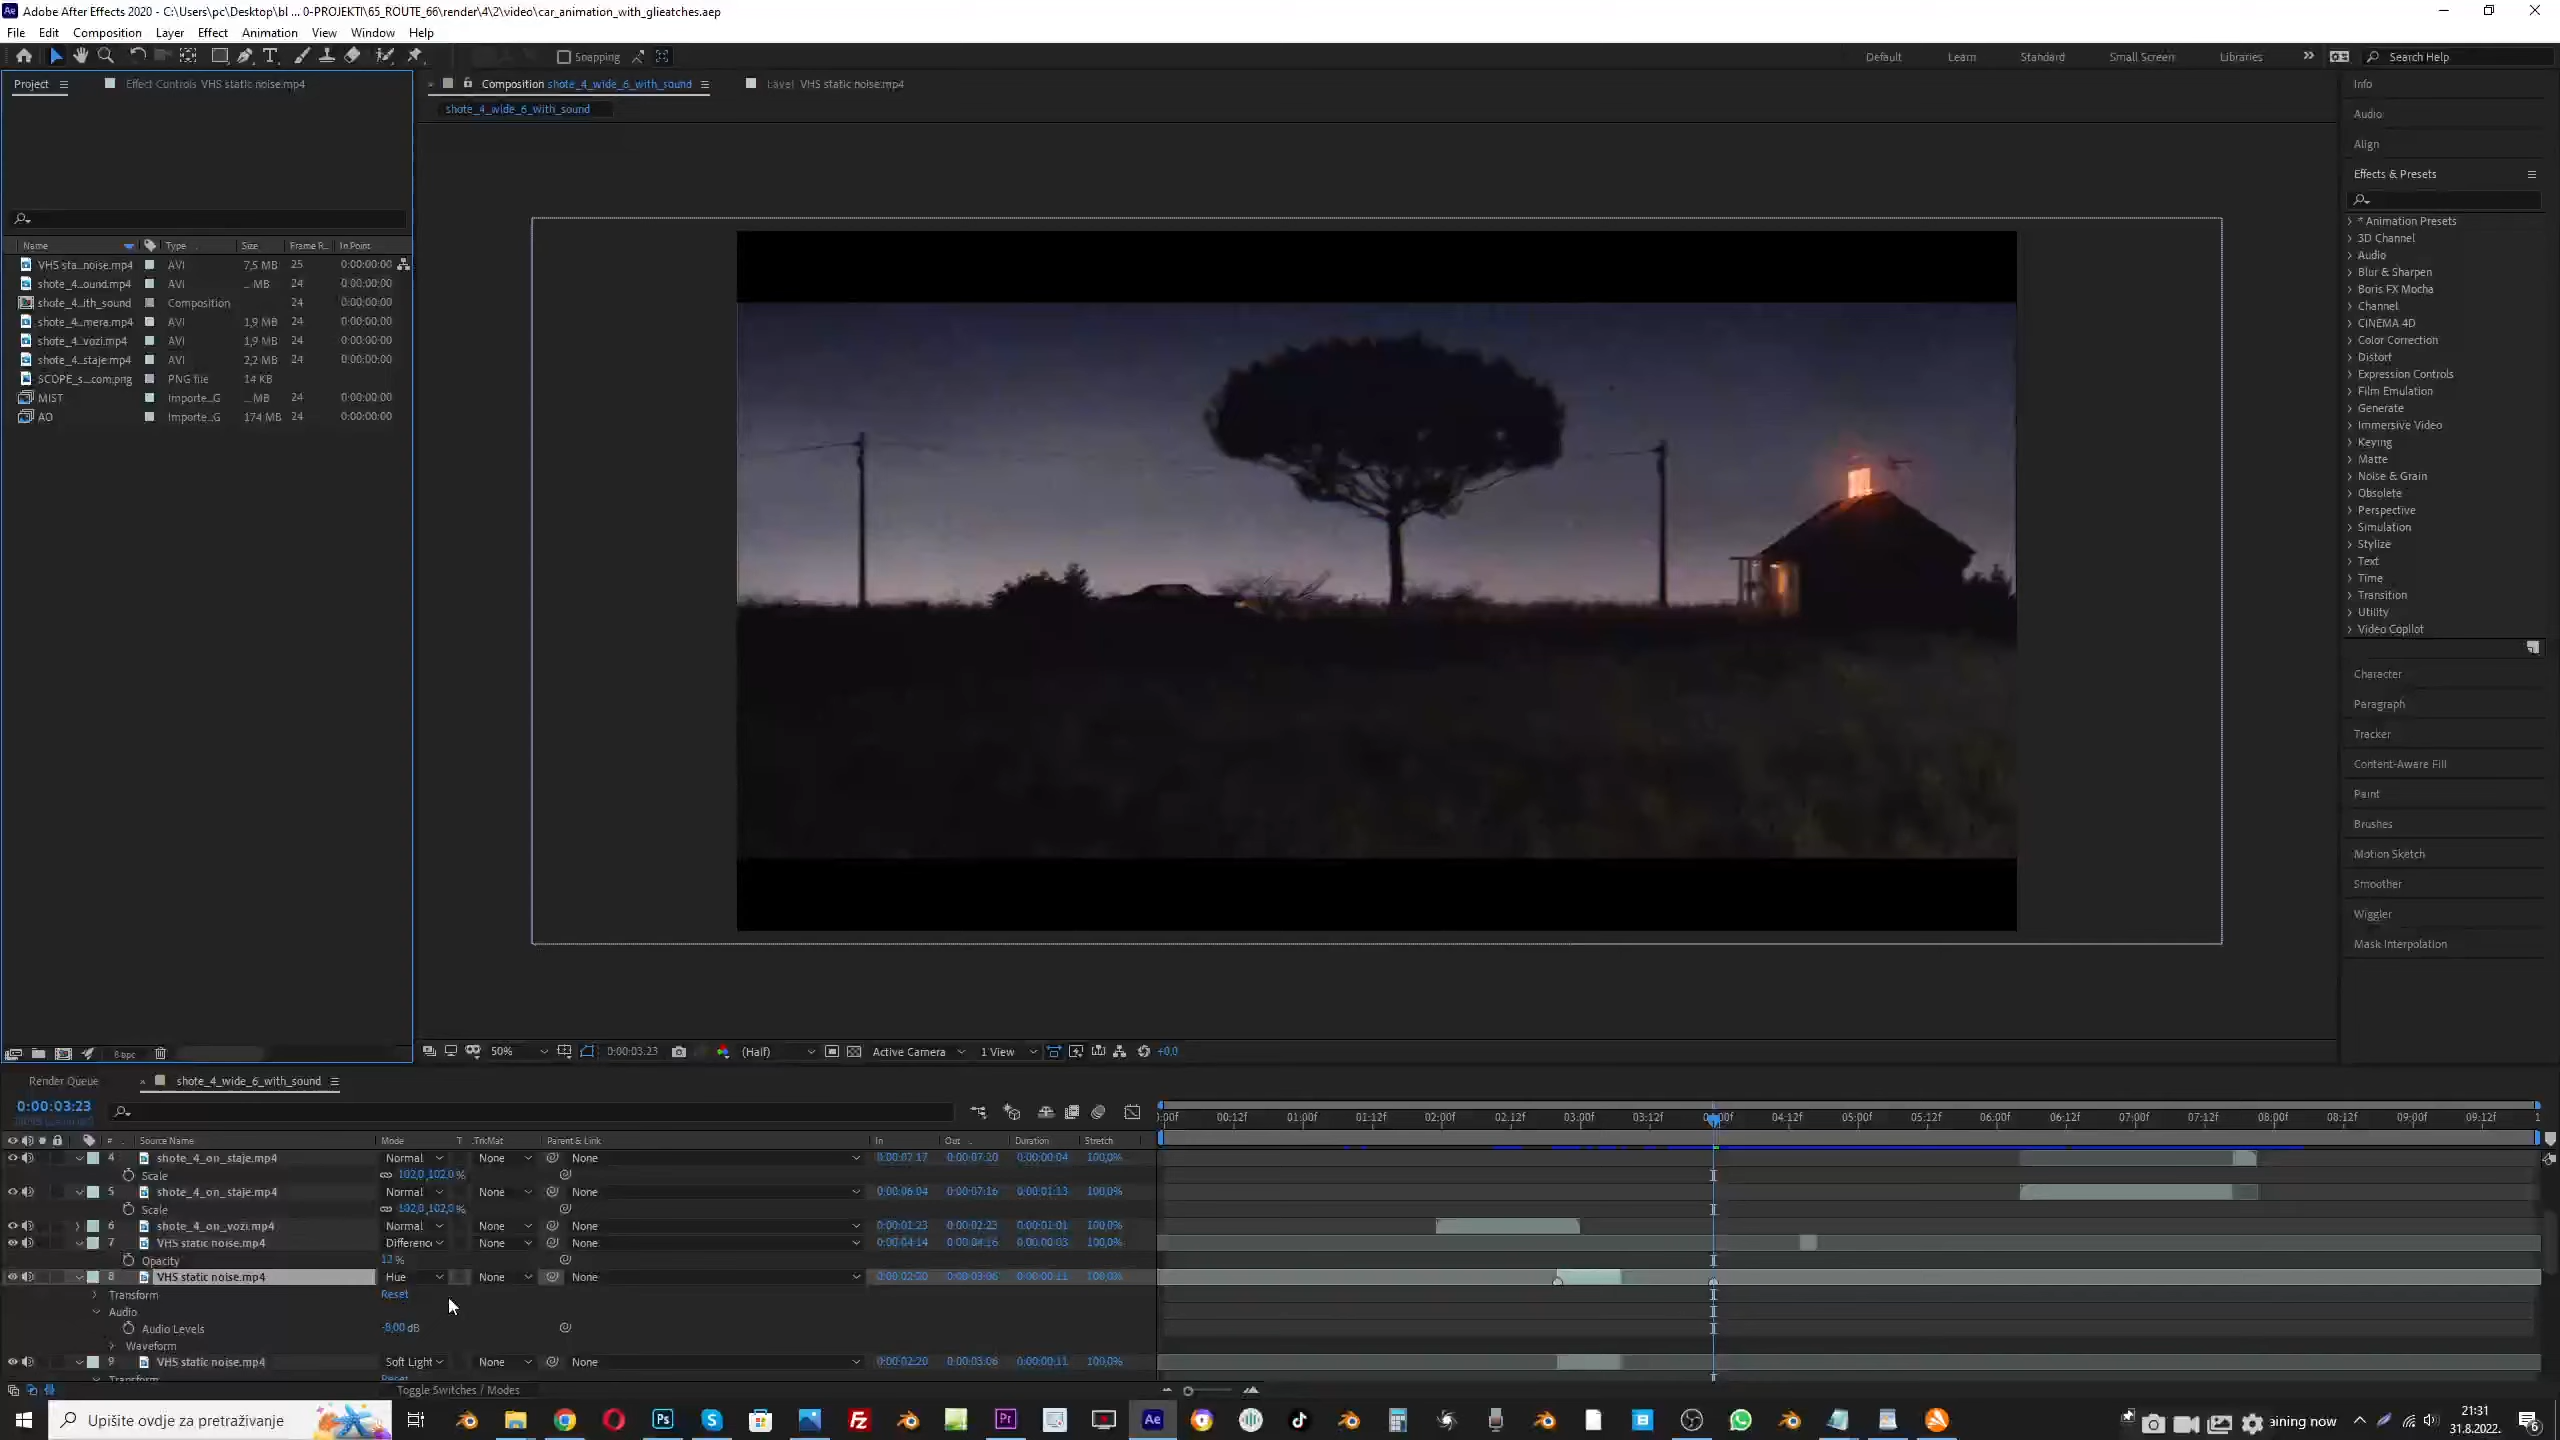 Adobe After Effects 2020 - C:\Users\pc\Desktop\bl ... 0-PROJEKTI\65_ROUTE_66\render\4\2\video\car_animation_with_glieatches.aep
File Edit Composition Layer Effect Animation View Window Help
Snapping Default Learn Standard Small Screen Libraries Search Help
Project Effect Controls VHS static noise.mp4 Composition shote_4_wide_6_with_sound Layer VHS static noise.mp4 Info
shote_4_wide_6_with_sound
Audio
Align
Effects & Presets
Name Type Size Frame R... In Point
VHS sta...noise.mp4 AVI 7,5 MB 25 0:00:00:00
shote_4...ound.mp4 AVI ... MB 24 0:00:00:00
shote_4...ith_sound Composition 24 0:00:00:00
shote_4...mera.mp4 AVI 1,9 MB 24 0:00:00:00
shote_4...vozi.mp4 AVI 1,9 MB 24 0:00:00:00
shote_4...staje.mp4 AVI 2,2 MB 24 0:00:00:00
SCOPE_s...com.png PNG file 14 KB
MIST Importe...G ... MB 24 0:00:00:00
AO Importe...G 174 MB 24 0:00:00:00
* Animation Presets
3D Channel
Audio
Blur & Sharpen
Boris FX Mocha
Channel
CINEMA 4D
Color Correction
Distort
Expression Controls
Film Emulation
Generate
Immersive Video
Keying
Matte
Noise & Grain
Obsolete
Perspective
Simulation
Stylize
Text
Time
Transition
Utility
Video Copilot
Character
Paragraph
Tracker
Content-Aware Fill
Paint
Brushes
Motion Sketch
Smoother
Wiggler
Mask Interpolation
8 bpc 50% 0:00:03:23 (Half) Active Camera 1 View +0,0
Render Queue shote_4_wide_6_with_sound
0:00:03:23
:00f 00:12f 01:00f 01:12f 02:00f 02:12f 03:00f 03:12f 04:12f 05:00f 05:12f 06:00f 06:12f 07:00f 07:12f 08:00f 08:12f 09:00f 09:12f 1
# Source Name Mode T .TrkMat Parent & Link In Out Duration Stretch
4 shote_4_on_staje.mp4 Normal None None 0:00:07:17 0:00:07:20 0:00:00:04 100,0%
Scale 102,0,102,0 %
5 shote_4_on_staje.mp4 Normal None None 0:00:06:04 0:00:07:16 0:00:01:13 100,0%
Scale 102,0,102,0 %
6 shote_4_on_vozi.mp4 Normal None None 0:00:01:23 0:00:02:23 0:00:01:01 100,0%
7 VHS static noise.mp4 Differenc None None 0:00:04:14 0:00:04:16 0:00:00:03 100,0%
Opacity 12 %
8 VHS static noise.mp4 Hue None None 0:00:02:20 0:00:03:06 0:00:00:11 100,0%
Transform Reset
Audio
Audio Levels -8,00 dB
Waveform
9 VHS static noise.mp4 Soft Light None None 0:00:02:20 0:00:03:06 0:00:00:11 100,0%
Transform Reset
Toggle Switches / Modes
Upišite ovdje za pretraživanje aining now 21:31
31.8.2022.